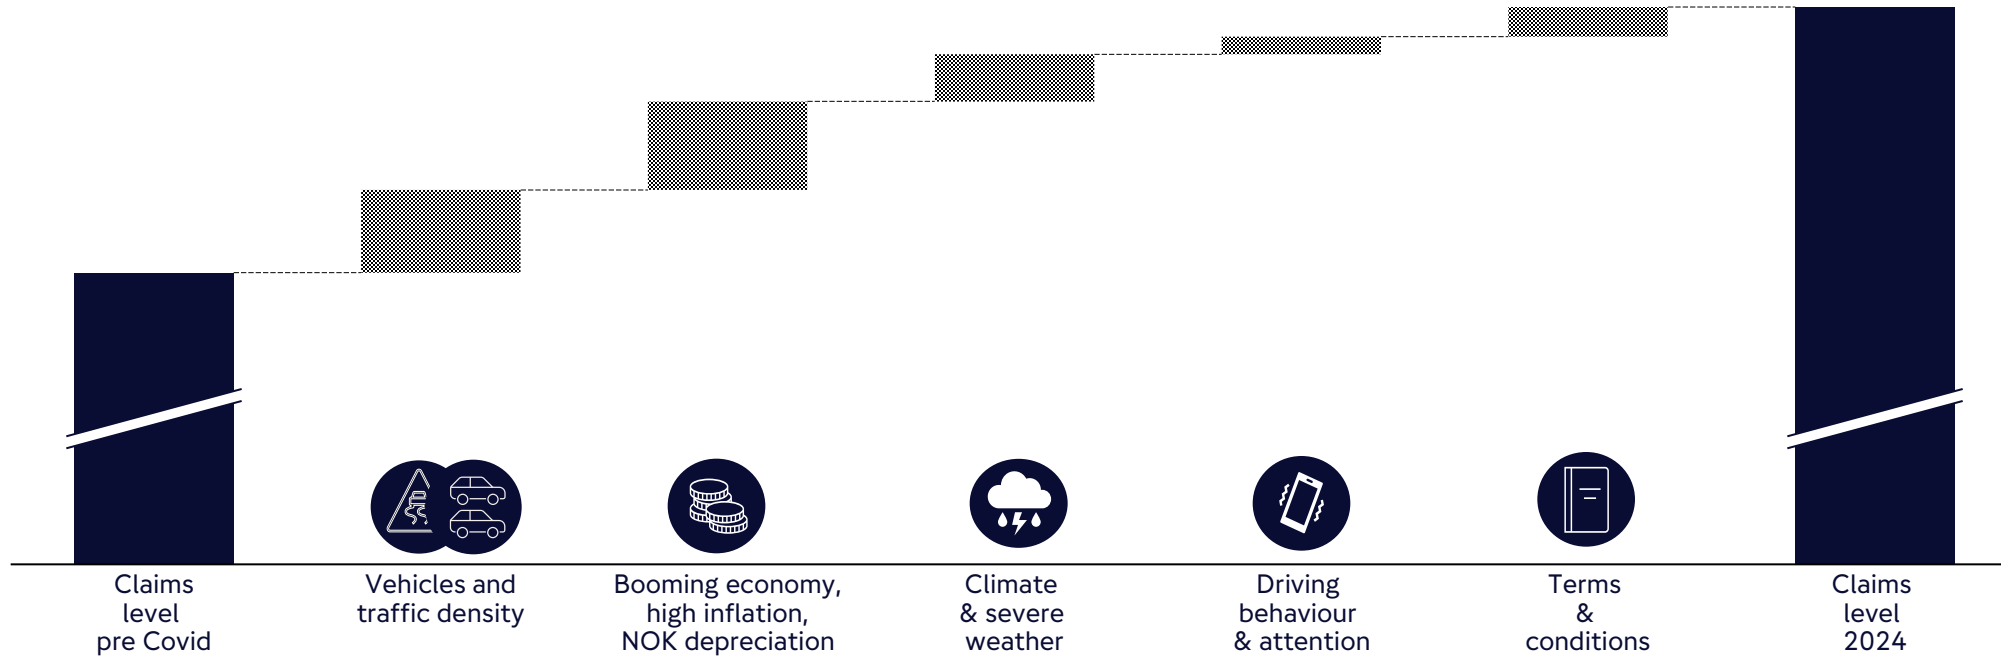 Claims
level
pre Covid
Vehicles and
traffic density
Booming economy,
high inflation,
NOK depreciation
Climate
& severe
weather
Driving
behaviour
& attention
Terms
&
conditions
Claims
level
2024